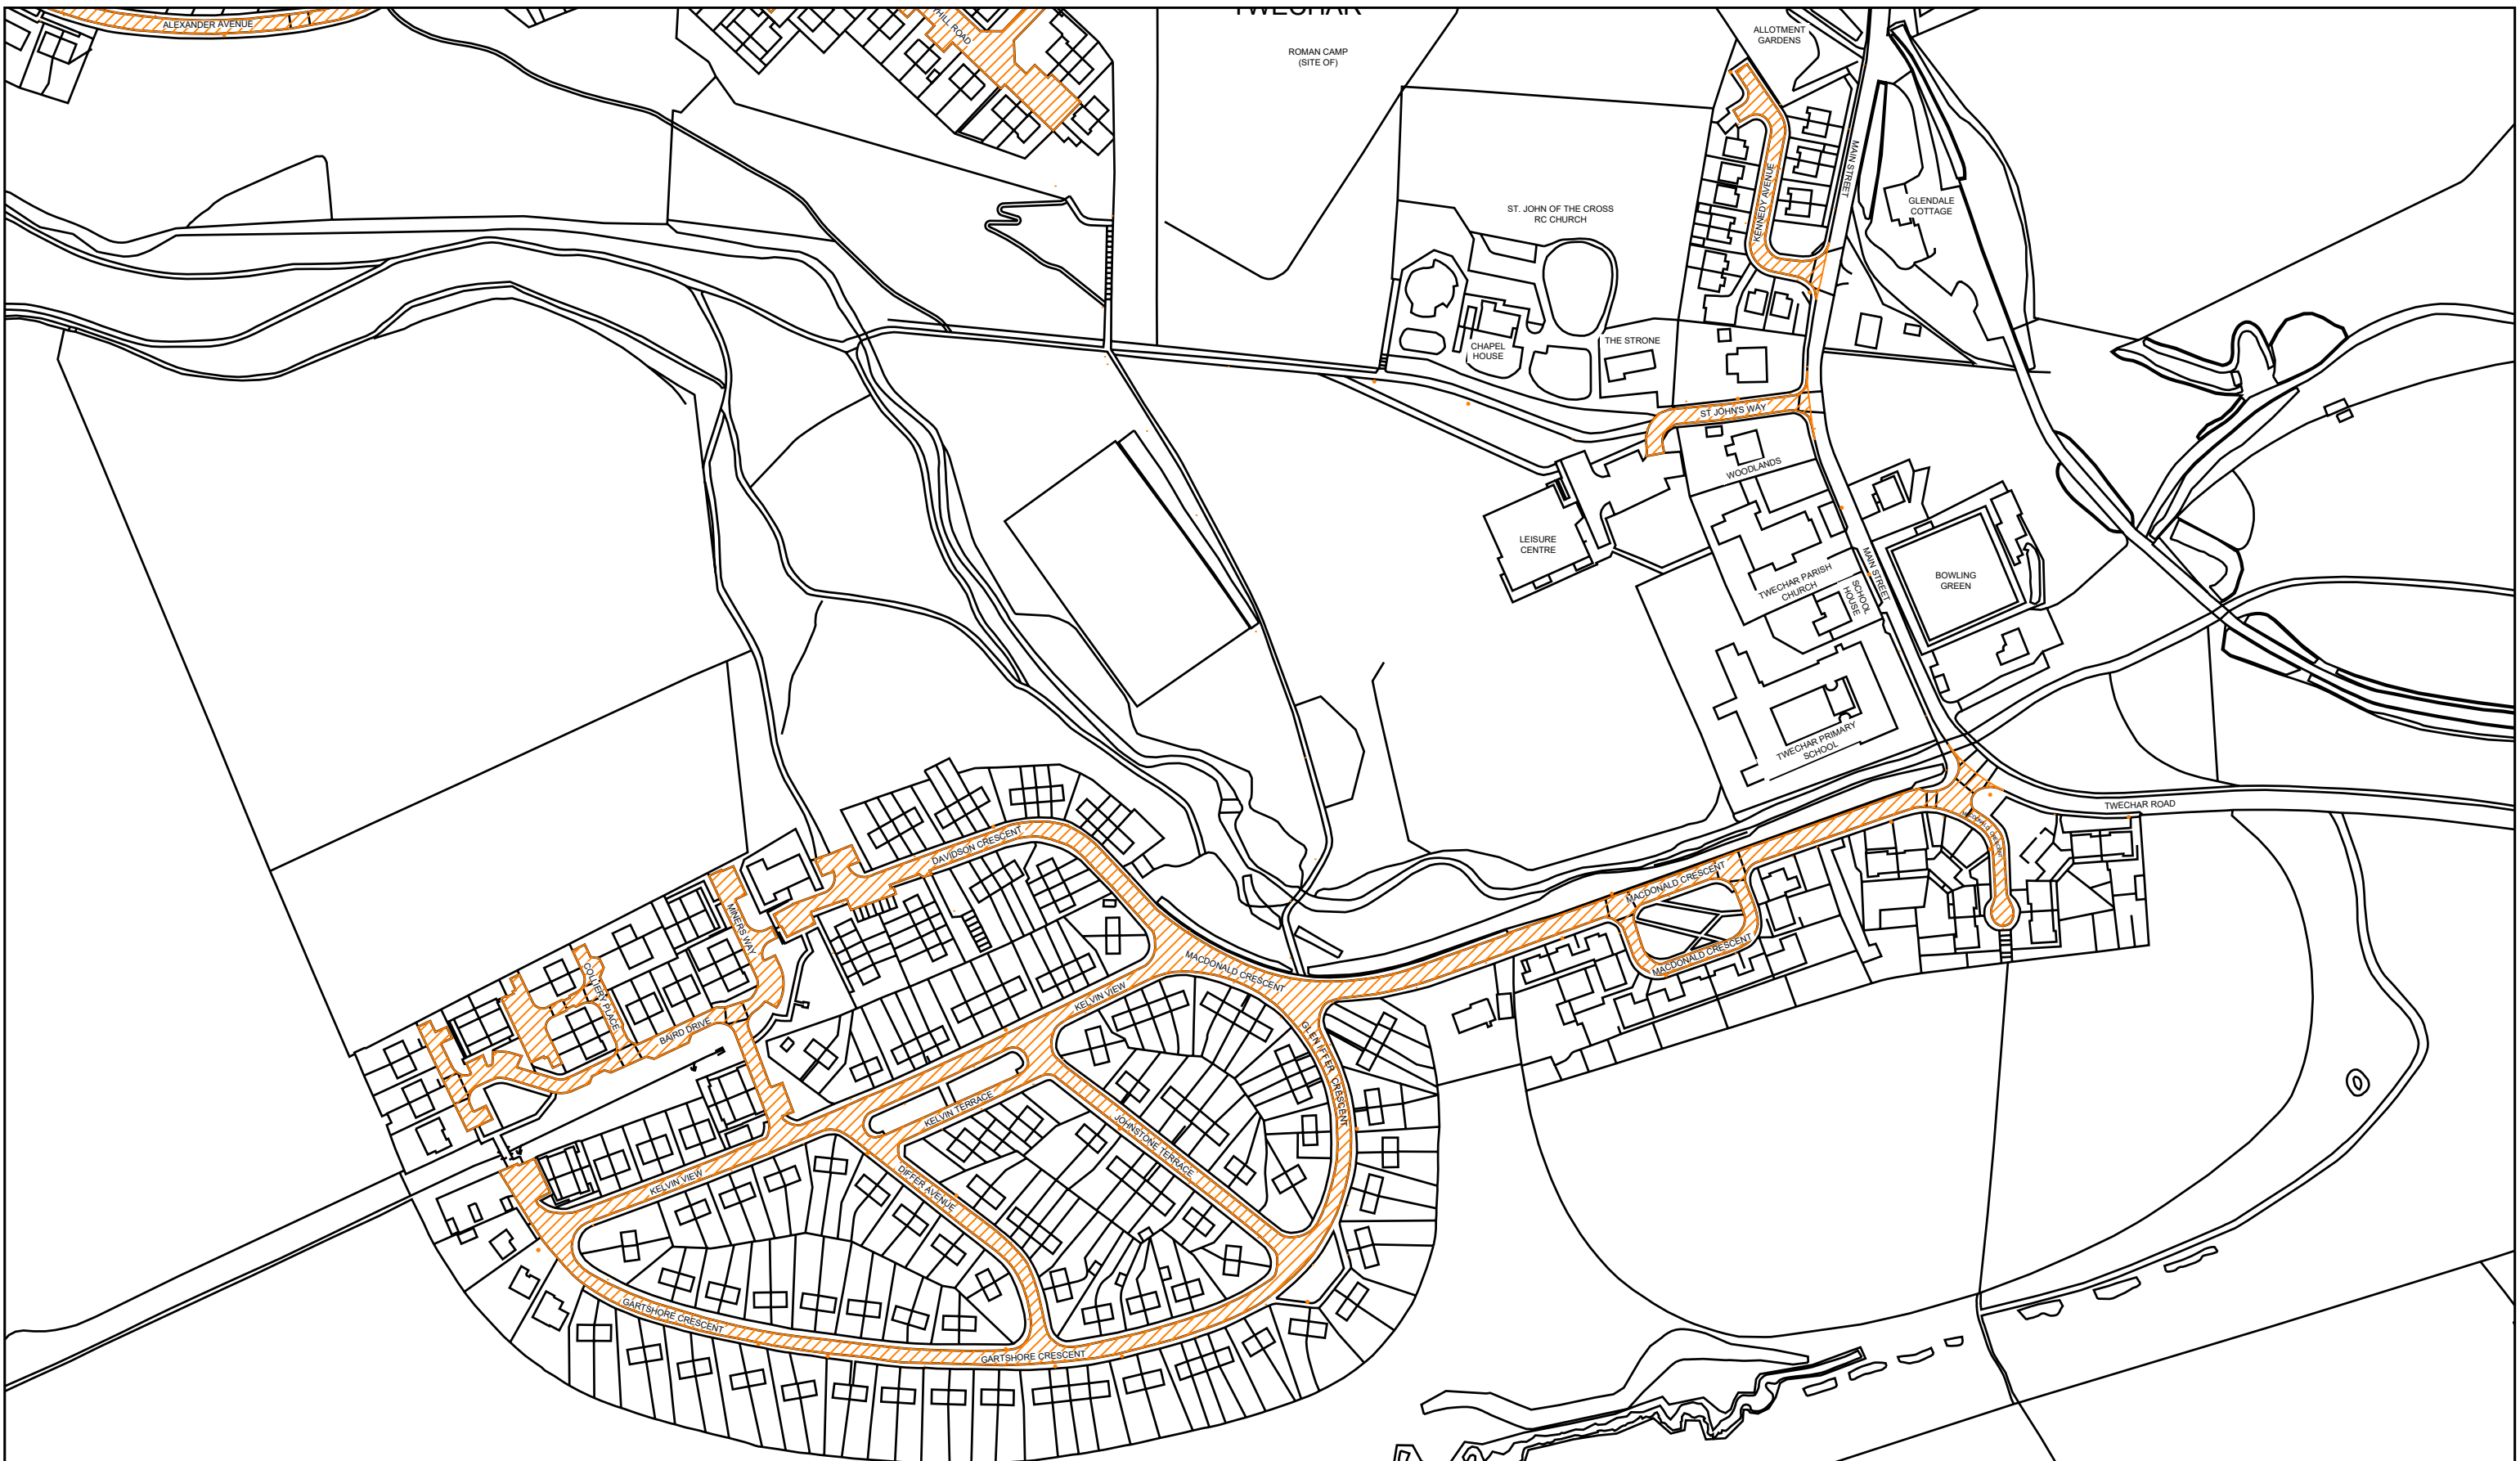 ALEXANDER AVENUE
HILL ROAD
TWECHAR
ROMAN CAMP
(SITE OF)
ALLOTMENT
GARDENS
MAIN STREET
KENNEDY AVENUE
GLENDALE
COTTAGE
ST. JOHN OF THE CROSS
RC CHURCH
CHAPEL
HOUSE
THE STRONE
ST JOHN'S WAY
WOODLANDS
LEISURE
CENTRE
TWECHAR PARISH
CHURCH
SCHOOL
HOUSE
MAIN STREET
BOWLING
GREEN
TWECHAR PRIMARY
SCHOOL
TWECHAR ROAD
DAVIDSON CRESCENT
MACDONALD CRESCENT
MINERS WAY
MACDONALD CRESCENT
MACDONALD CRESCENT
COLLIERY PLACE
KELVIN VIEW
BAIRD DRIVE
GLENIFFER CRESCENT
KELVIN TERRACE
JOHNSTONE TERRACE
KELVIN VIEW
DIFFER AVENUE
GARTSHORE CRESCENT
GARTSHORE CRESCENT